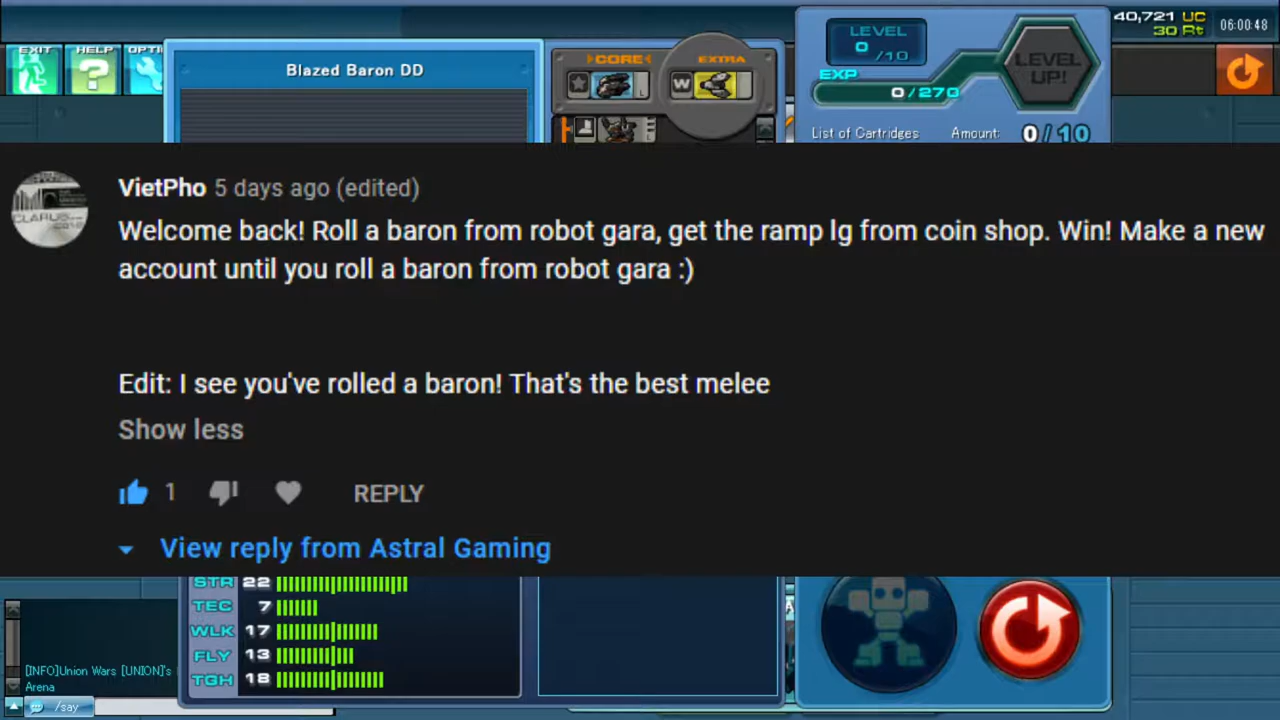 EXIT
HELP
OPTI
Blazed Baron DD
CORE
EXTRA
W
L
LEVEL
0/10
EXP
0/270
LEVEL UP!
List of Cartridges Amount: 0/10
40,721 UC
30 Rt
06:00:48
VietPho 5 days ago (edited)
Welcome back! Roll a baron from robot gara, get the ramp lg from coin shop. Win! Make a new
account until you roll a baron from robot gara :)
Edit: I see you've rolled a baron! That's the best melee
Show less
1 REPLY
View reply from Astral Gaming
STR 22
TEC 7
WLK 17
FLY 13
TGH 18
[INFO]Union Wars [UNION]'s
Arena
/say